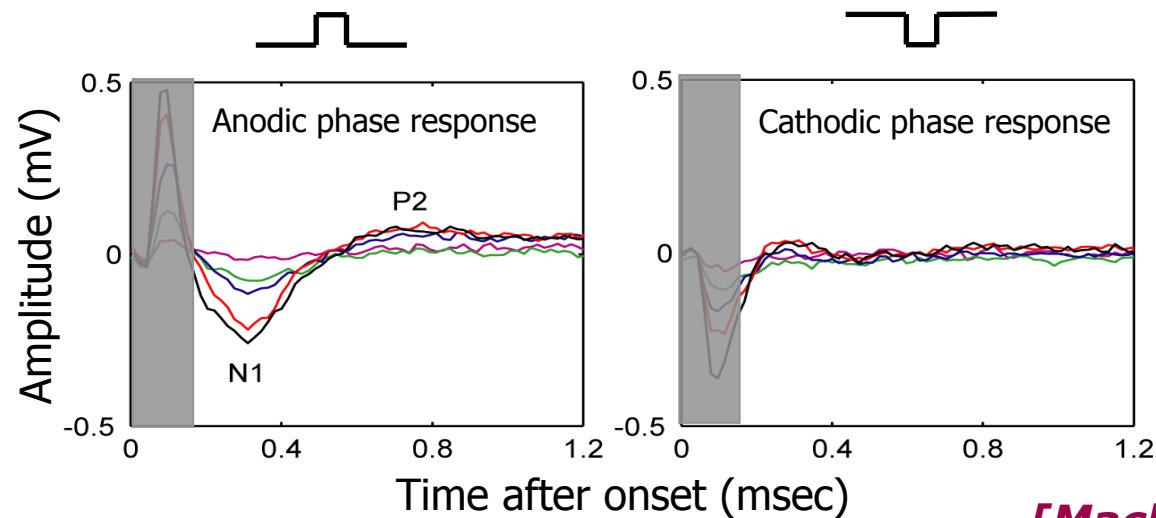 0.5
Anodic phase response
P2
0
N1
-0.5
0
0.4
0.8
1.2
Amplitude (mV)
0.5
Cathodic phase response
0
-0.5
0
0.4
0.8
1.2
Time after onset (msec)